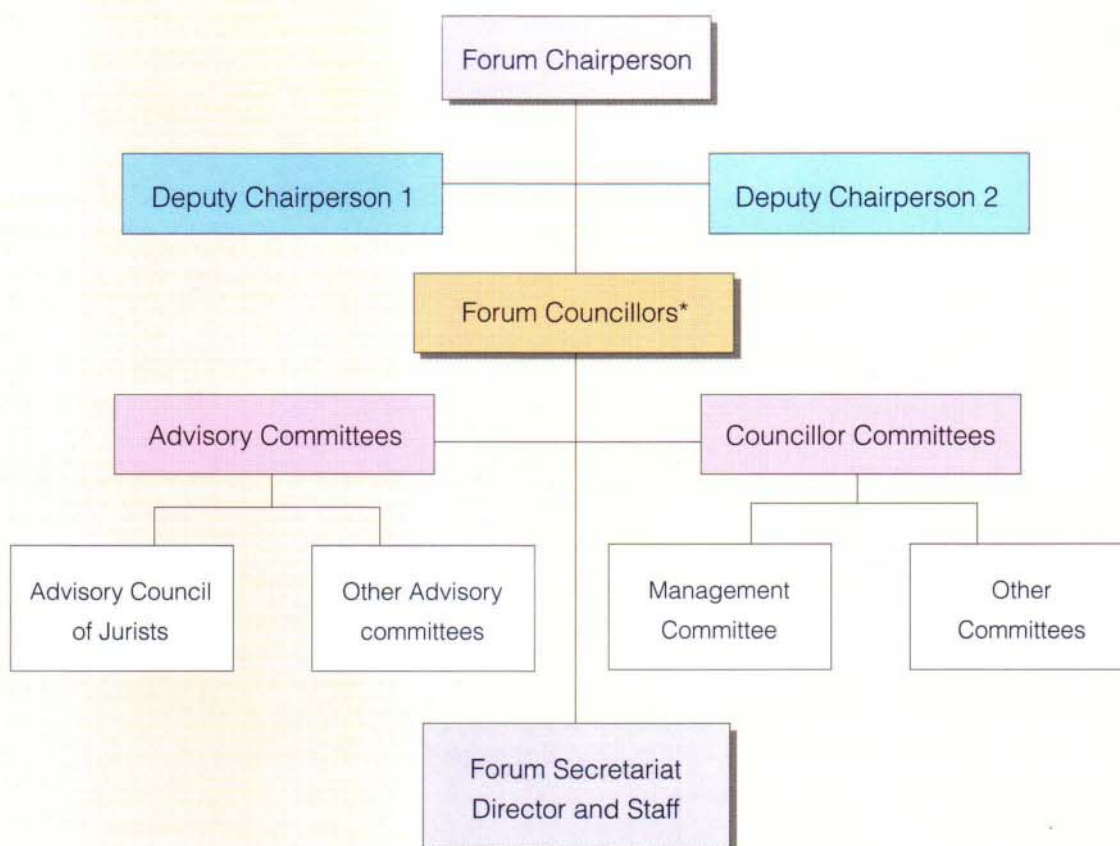 Forum Chairperson
Deputy Chairperson 1
Deputy Chairperson 2
Forum Councillors*
Advisory Committees
Councillor Committees
Advisory Council
of Jurists
Other Advisory
committees
Management
Committee
Other
Committees
Forum Secretariat
Director and Staff